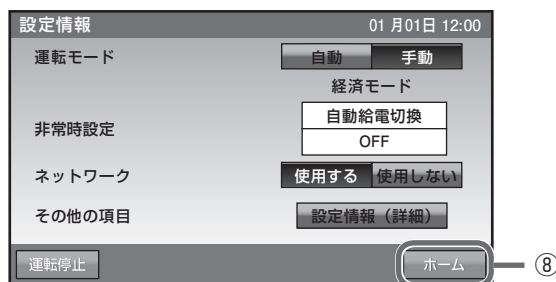 設定情報 01月01日 12:00
運転モード 自動 手動
経済モード
非常時設定 自動給電切換
OFF
ネットワーク 使用する 使用しない
その他の項目 設定情報（詳細）
運転停止 ホーム ⑧